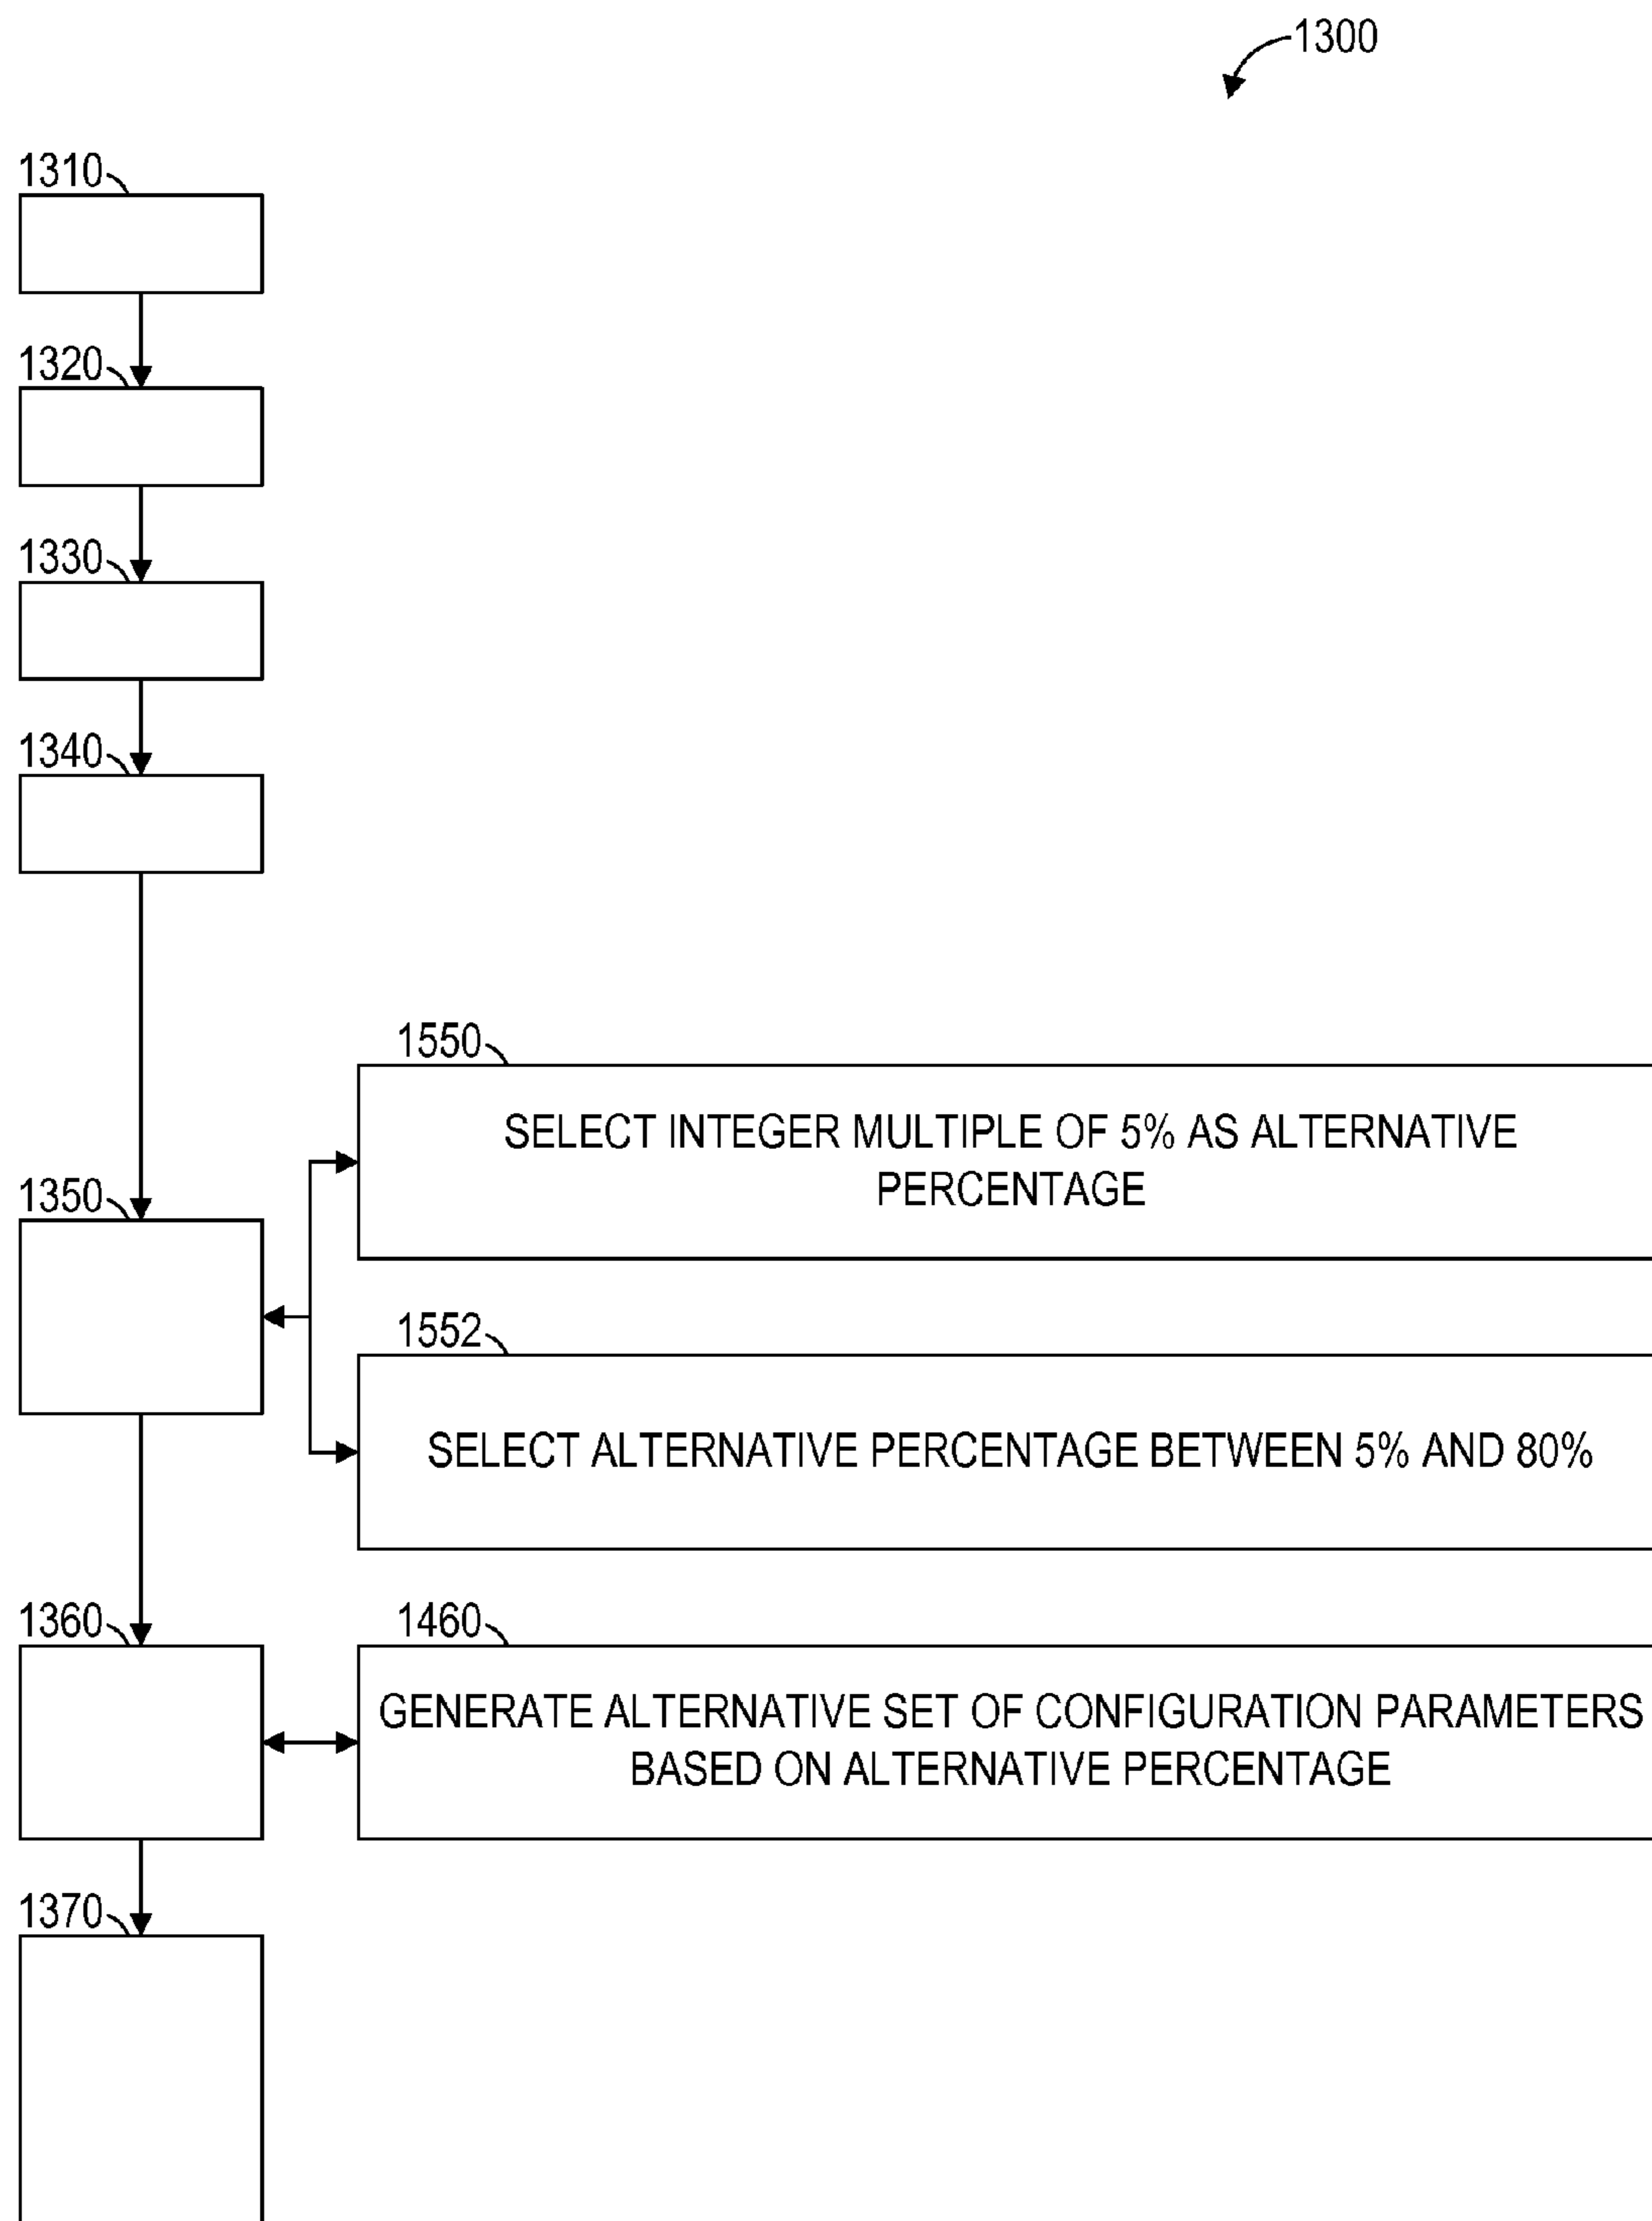 1300
1310
1320
1330
1340
1550
SELECT INTEGER MULTIPLE OF 5% AS ALTERNATIVE
PERCENTAGE
1350
1552
SELECT ALTERNATIVE PERCENTAGE BETWEEN 5% AND 80%
1360
1460
GENERATE ALTERNATIVE SET OF CONFIGURATION PARAMETERS
BASED ON ALTERNATIVE PERCENTAGE
1370